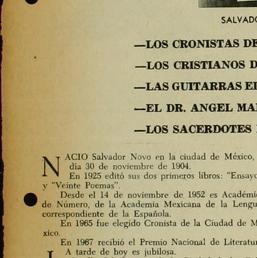 SALVADO
—LOS CRONISTAS DE
—LOS CRISTIANOS D
—LAS GUITARRAS EL
—EL DR. ANGEL MA
—LOS SACERDOTES
NACIO Salvador Novo en la ciudad de México,
día 30 de noviembre de 1904.
En 1925 editó sus dos primeros libros: "Ensayo
y "Veinte Poemas".
Desde el 14 de noviembre de 1952 es Académic
de Número, de la Academia Mexicana de la Lengu
correspondiente de la Española.
En 1965 fue elegido Cronista de la Ciudad de M
xico.
En 1967 recibió el Premio Nacional de Literatur
A tarde de hoy es jubilosa.